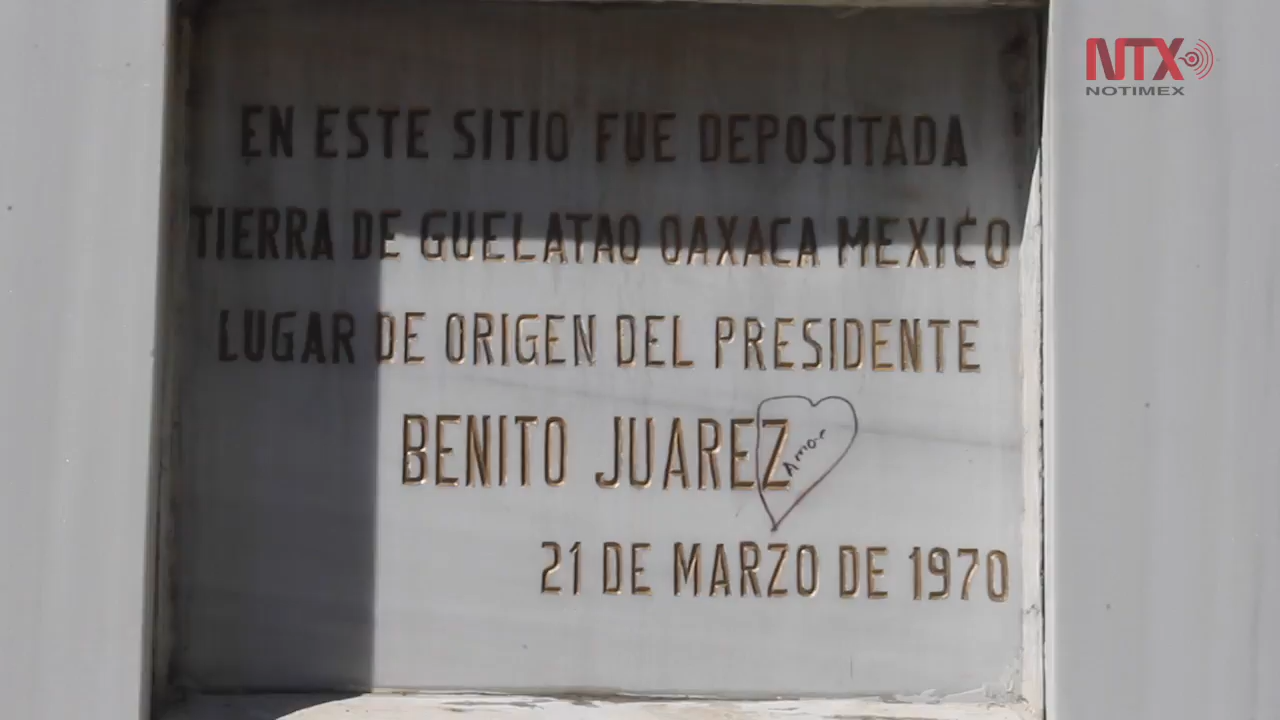 NTX
NOTIMEX
EN ESTE SITIO FUE DEPOSITADA
TIERRA DE GUELATAO OAXACA MEXICO
LUGAR DE ORIGEN DEL PRESIDENTE
BENITO JUAREZ
Amor
21 DE MARZO DE 1970